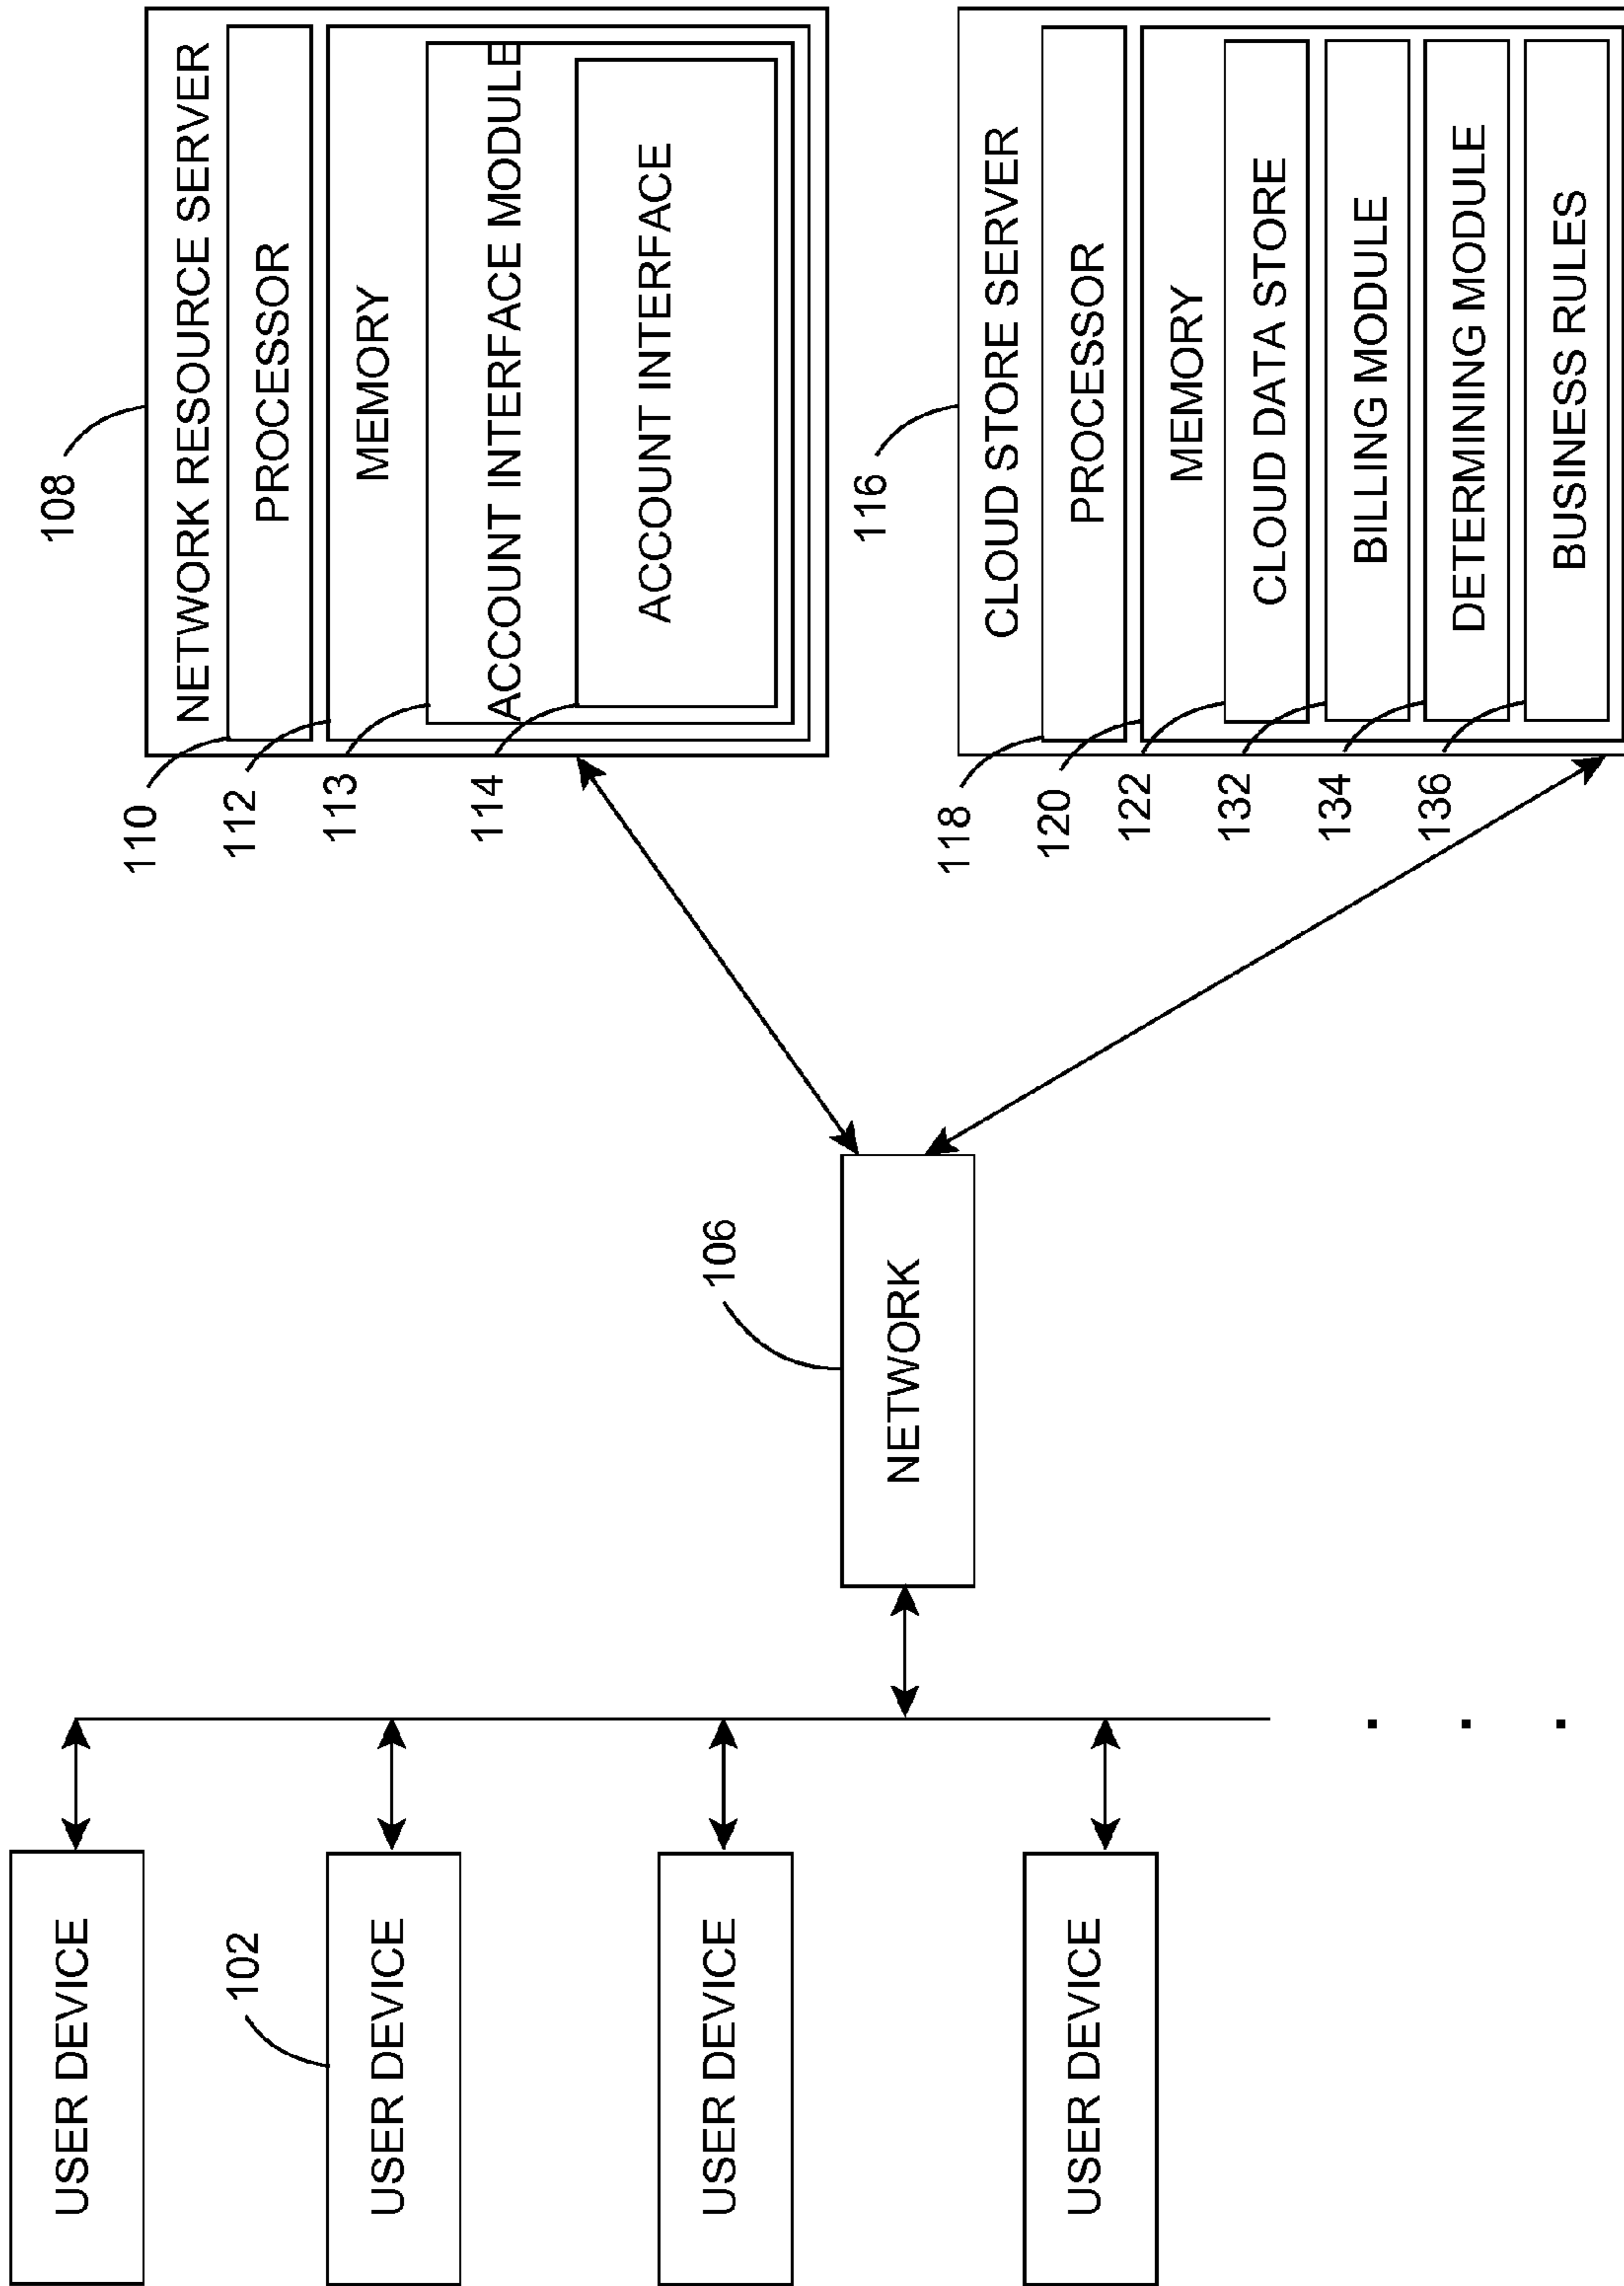 USER DEVICE
102
USER DEVICE
USER DEVICE
USER DEVICE
. . .
106
NETWORK
108
NETWORK RESOURCE SERVER
110
PROCESSOR
112
MEMORY
113
ACCOUNT INTERFACE MODULE
114
ACCOUNT INTERFACE
116
CLOUD STORE SERVER
118
PROCESSOR
120
MEMORY
122
CLOUD DATA STORE
132
BILLING MODULE
134
DETERMINING MODULE
136
BUSINESS RULES